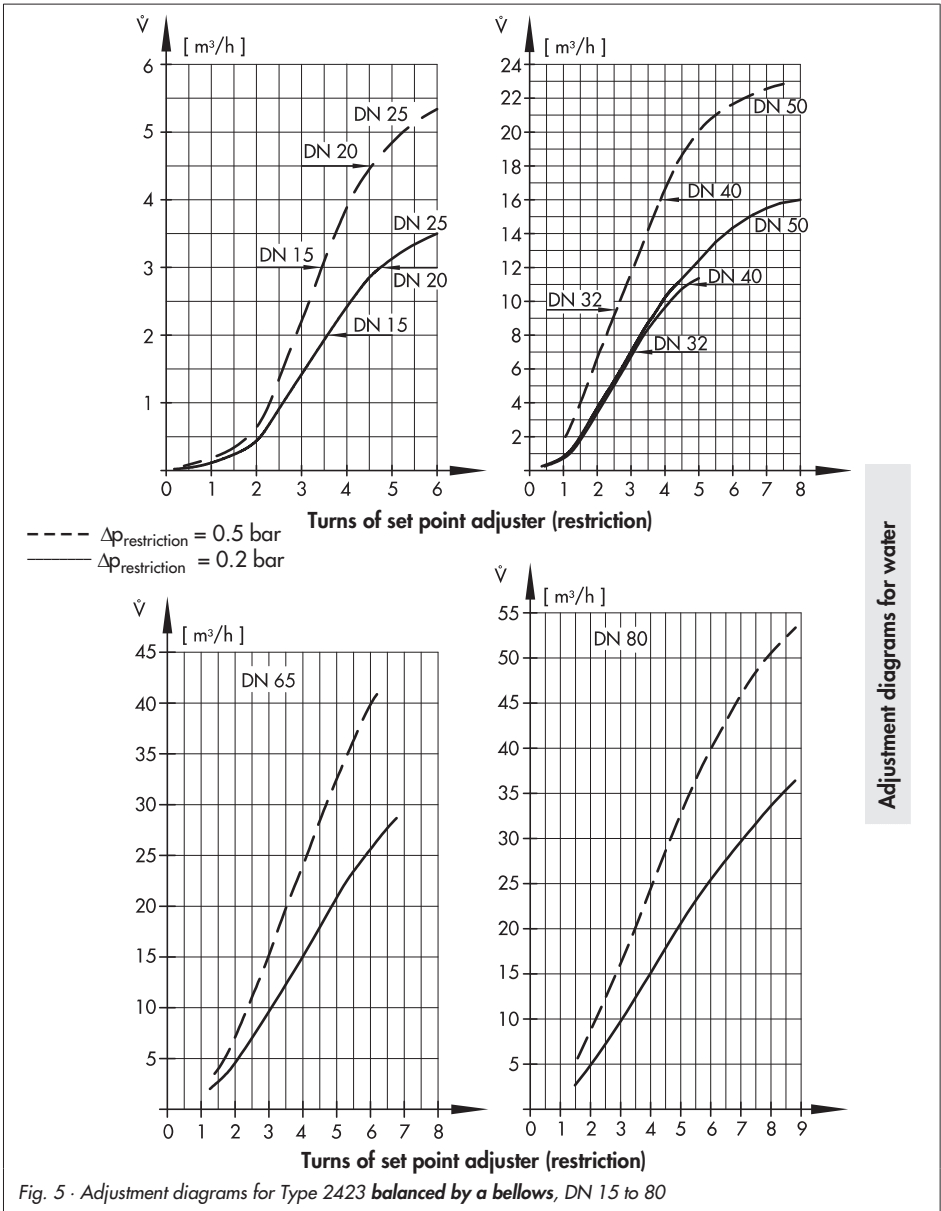 V̇
[ m³/h ]
6
5
4
3
2
1
0 1 2 3 4 5 6
DN 25
DN 20
DN 15
DN 25
DN 20
DN 15
V̇
[ m³/h ]
24
22
20
18
16
14
12
10
8
6
4
2
0 1 2 3 4 5 6 7 8
DN 50
DN 40
DN 50
DN 40
DN 32
DN 32
Turns of set point adjuster (restriction)
Δprestriction = 0.5 bar
Δprestriction = 0.2 bar
V̇
[ m³/h ]
45
40
35
30
25
20
15
10
5
0 1 2 3 4 5 6 7 8
DN 65
V̇
[ m³/h ]
55
50
45
40
35
30
25
20
15
10
5
0 1 2 3 4 5 6 7 8 9
DN 80
Turns of set point adjuster (restriction)
Adjustment diagrams for water
Fig. 5 · Adjustment diagrams for Type 2423 balanced by a bellows, DN 15 to 80